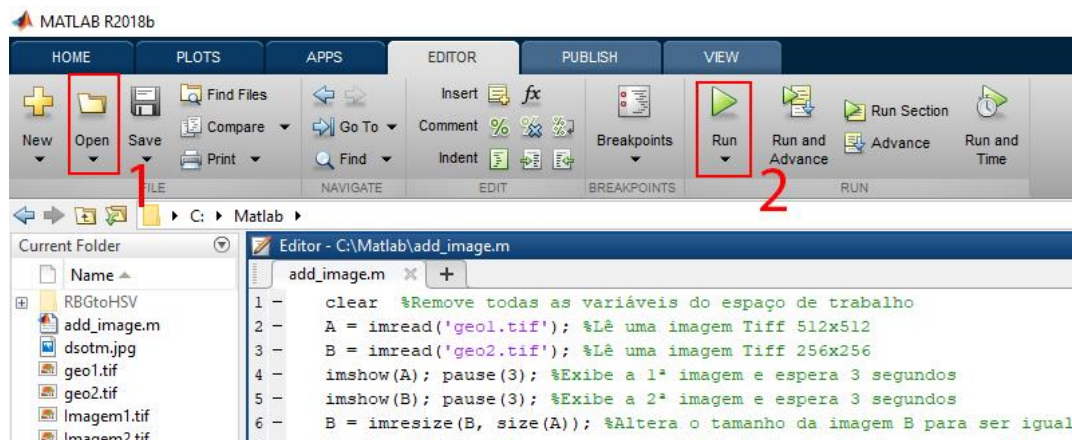 MATLAB R2018b
HOME PLOTS APPS EDITOR PUBLISH VIEW
New Open Save Find Files Compare Print
FILE
Go To Find
NAVIGATE
Insert fx
Comment
Indent
EDIT
Breakpoints
BREAKPOINTS
Run Run and Advance Run Section Advance Run and Time
RUN
1
2
C: Matlab
Current Folder
Name
RBGtoHSV
add_image.m
dsotm.jpg
geo1.tif
geo2.tif
Imagem1.tif
Imagem2.tif
Editor - C:\Matlab\add_image.m
add_image.m
1 - clear %Remove todas as variáveis do espaço de trabalho
2 - A = imread('geo1.tif'); %Lê uma imagem Tiff 512x512
3 - B = imread('geo2.tif'); %Lê uma imagem Tiff 256x256
4 - imshow(A); pause(3); %Exibe a 1ª imagem e espera 3 segundos
5 - imshow(B); pause(3); %Exibe a 2ª imagem e espera 3 segundos
6 - B = imresize(B, size(A)); %Altera o tamanho da imagem B para ser igual